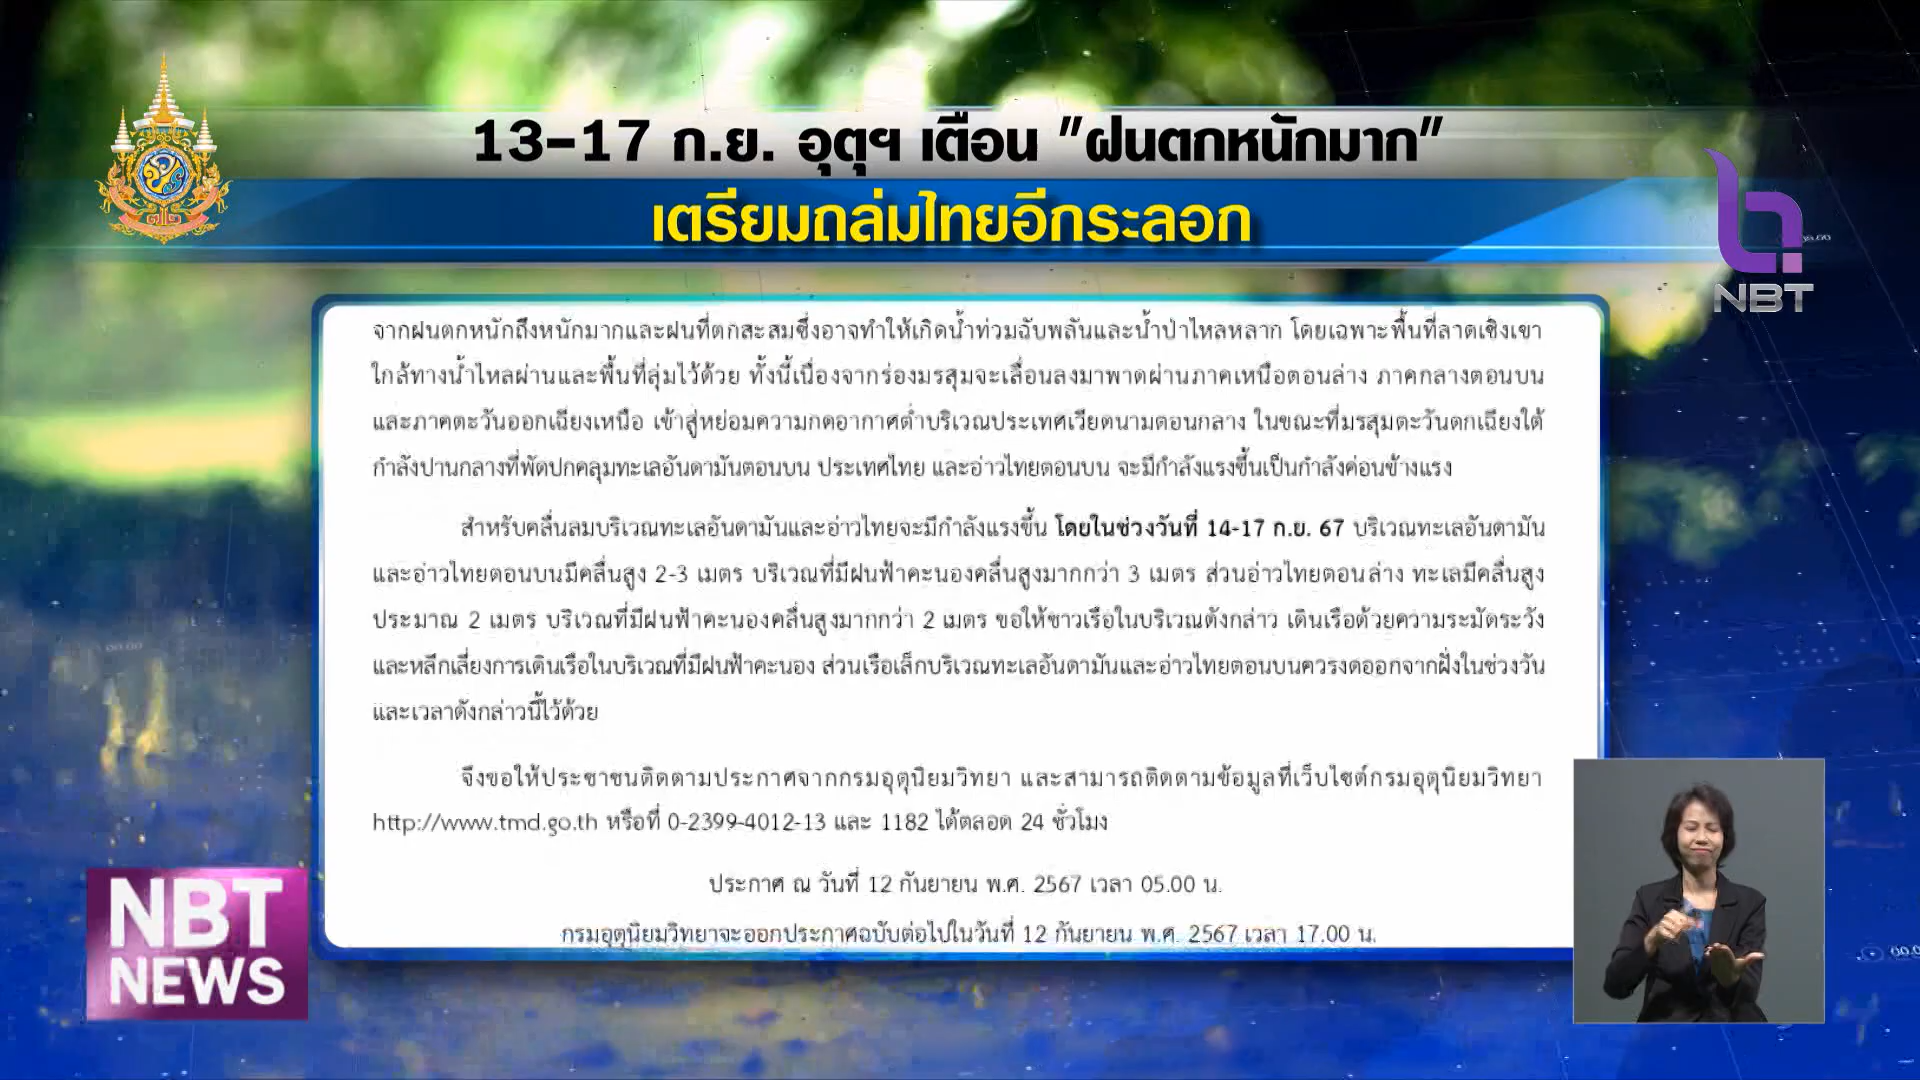 13-17 ก.ย. อุตุฯ เตือน "ฝนตกหนักมาก"
เตรียมถล่มไทยอีกระลอก
NBT
จากฝนตกหนักถึงหนักมากและฝนที่ตกสะสมซึ่งอาจทำให้เกิดน้ำท่วมฉับพลันและน้ำป่าไหลหลาก โดยเฉพาะพื้นที่ลาดเชิงเขา
ใกล้ทางน้ำไหลผ่านและพื้นที่ลุ่มไว้ด้วย ทั้งนี้เนื่องจากร่องมรสุมจะเลื่อนลงมาพาดผ่านภาคเหนือตอนล่าง ภาคกลางตอนบน
และภาคตะวันออกเฉียงเหนือ เข้าสู่หย่อมความกดอากาศต่ำบริเวณประเทศเวียดนามตอนกลาง ในขณะที่มรสุมตะวันตกเฉียงใต้
กำลังปานกลางที่พัดปกคลุมทะเลอันดามันตอนบน ประเทศไทย และอ่าวไทยตอนบน จะมีกำลังแรงขึ้นเป็นกำลังค่อนข้างแรง
สำหรับคลื่นลมบริเวณทะเลอันดามันและอ่าวไทยจะมีกำลังแรงขึ้น โดยในช่วงวันที่ 14-17 ก.ย. 67 บริเวณทะเลอันดามัน
และอ่าวไทยตอนบนมีคลื่นสูง 2-3 เมตร บริเวณที่มีฝนฟ้าคะนองคลื่นสูงมากกว่า 3 เมตร ส่วนอ่าวไทยตอนล่าง ทะเลมีคลื่นสูง
ประมาณ 2 เมตร บริเวณที่มีฝนฟ้าคะนองคลื่นสูงมากกว่า 2 เมตร ขอให้ชาวเรือในบริเวณดังกล่าว เดินเรือด้วยความระมัดระวัง
และหลีกเลี่ยงการเดินเรือในบริเวณที่มีฝนฟ้าคะนอง ส่วนเรือเล็กบริเวณทะเลอันดามันและอ่าวไทยตอนบนควรงดออกจากฝั่งในช่วงวัน
และเวลาดังกล่าวนี้ไว้ด้วย
จึงขอให้ประชาชนติดตามประกาศจากกรมอุตุนิยมวิทยา และสามารถติดตามข้อมูลที่เว็บไซต์กรมอุตุนิยมวิทยา
http://www.tmd.go.th หรือที่ 0-2399-4012-13 และ 1182 ได้ตลอด 24 ชั่วโมง
ประกาศ ณ วันที่ 12 กันยายน พ.ศ. 2567 เวลา 05.00 น.
กรมอุตุนิยมวิทยาจะออกประกาศฉบับต่อไปในวันที่ 12 กันยายน พ.ศ. 2567 เวลา 17.00 น.
NBT
NEWS